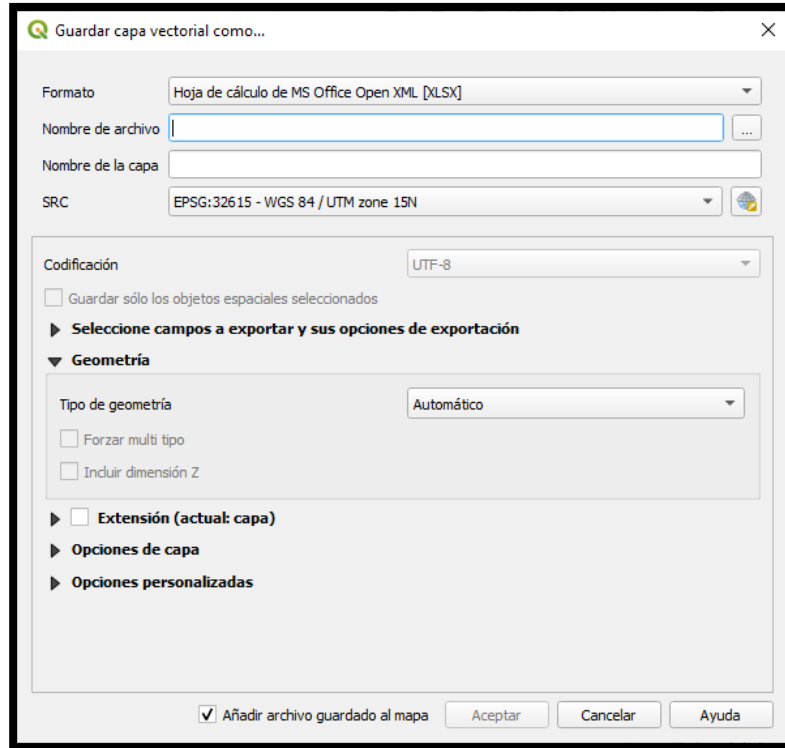 Guardar capa vectorial como...
Formato Hoja de cálculo de MS Office Open XML [XLSX]
Nombre de archivo ...
Nombre de la capa
SRC EPSG:32615 - WGS 84 / UTM zone 15N
Codificación UTF-8
Guardar sólo los objetos espaciales seleccionados
Seleccione campos a exportar y sus opciones de exportación
Geometría
Tipo de geometría Automático
Forzar multi tipo
Incluir dimensión Z
Extensión (actual: capa)
Opciones de capa
Opciones personalizadas
Añadir archivo guardado al mapa Aceptar Cancelar Ayuda